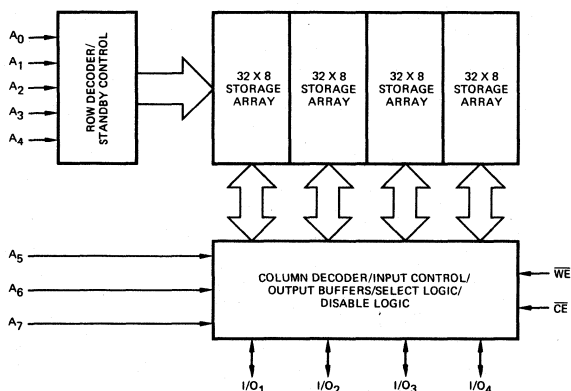 A0
A1
A2
A3
A4
ROW DECODER/
STANDBY CONTROL
32 X 8
STORAGE
ARRAY
32 X 8
STORAGE
ARRAY
32 X 8
STORAGE
ARRAY
32 X 8
STORAGE
ARRAY
A5
A6
A7
COLUMN DECODER/INPUT CONTROL/
OUTPUT BUFFERS/SELECT LOGIC/
DISABLE LOGIC
WE
CE
I/O1
I/O2
I/O3
I/O4